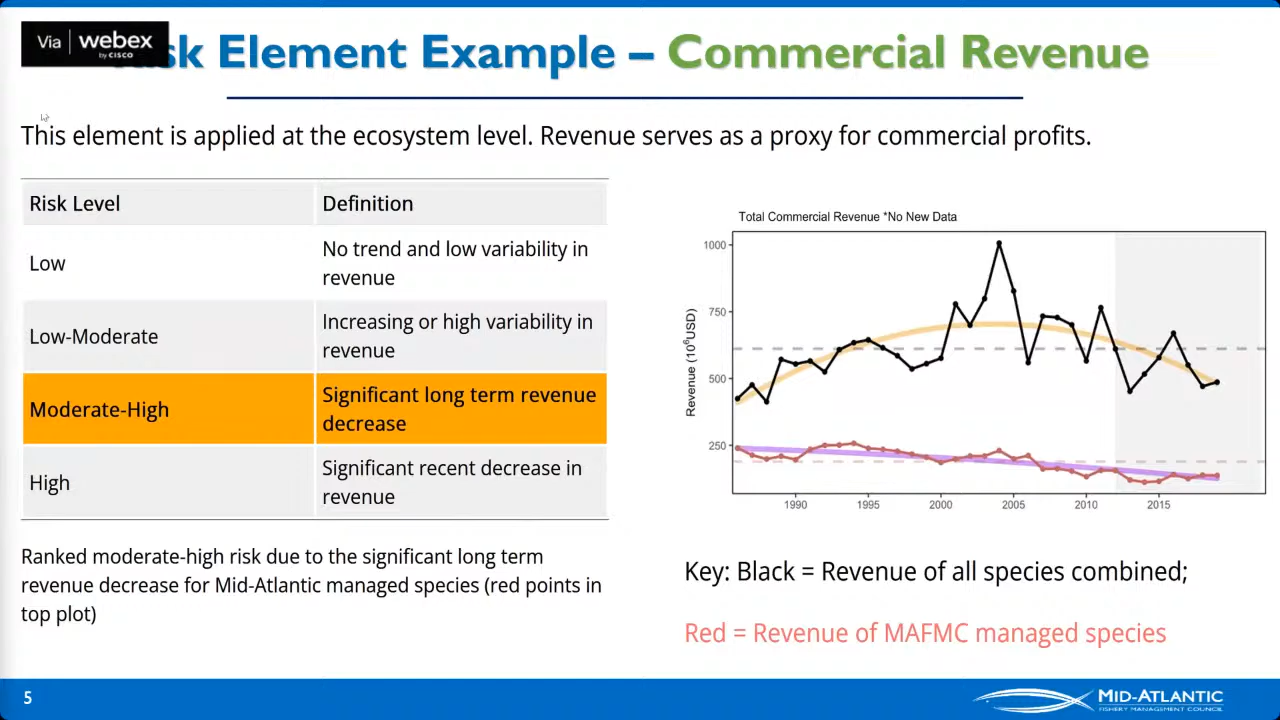 Via webex
by CISCO
sk Element Example – Commercial Revenue
This element is applied at the ecosystem level. Revenue serves as a proxy for commercial profits.
Risk Level Definition
Low No trend and low variability in
revenue
Low-Moderate Increasing or high variability in
revenue
Moderate-High Significant long term revenue
decrease
High Significant recent decrease in
revenue
Ranked moderate-high risk due to the significant long term
revenue decrease for Mid-Atlantic managed species (red points in
top plot)
Total Commercial Revenue *No New Data
Revenue (10⁶USD)
1000
750
500
250
1990 1995 2000 2005 2010 2015
Key: Black = Revenue of all species combined;
Red = Revenue of MAFMC managed species
5
MID-ATLANTIC
FISHERY MANAGEMENT COUNCIL